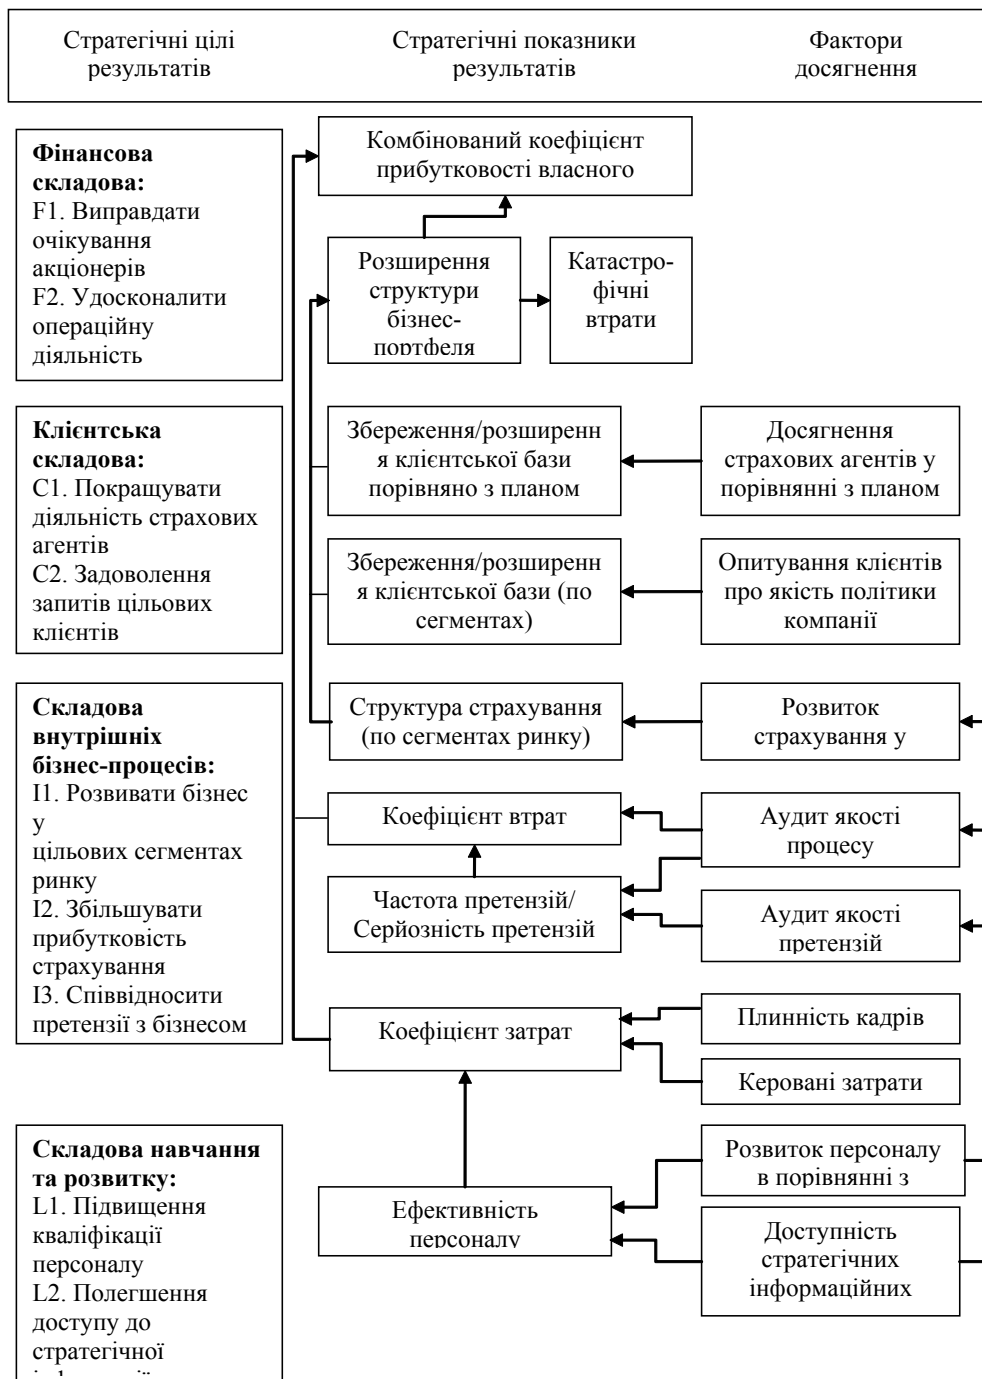 Стратегічні цілі
результатів
Стратегічні показники
результатів
Фактори
досягнення
Фінансова
складова:
F1. Виправдати
очікування
акціонерів
F2. Удосконалити
операційну
діяльність
Комбінований коефіцієнт
прибутковості власного
Розширення
структури
бізнес-
портфеля
Катастро-
фічні
втрати
Клієнтська
складова:
C1. Покращувати
діяльність страхових
агентів
C2. Задоволення
запитів цільових
клієнтів
Збереження/розширенн
я клієнтської бази
порівняно з планом
Досягнення
страхових агентів у
порівнянні з планом
Збереження/розширенн
я клієнтської бази (по
сегментах)
Опитування клієнтів
про якість політики
компанії
Складова
внутрішніх
бізнес-процесів:
I1. Розвивати бізнес
у
цільових сегментах
ринку
I2. Збільшувати
прибутковість
страхування
I3. Співвідносити
претензії з бізнесом
Структура страхування
(по сегментах ринку)
Розвиток
страхування у
Коефіцієнт втрат
Аудит якості
процесу
Частота претензій/
Серйозність претензій
Аудит якості
претензій
Коефіцієнт затрат
Плинність кадрів
Керовані затрати
Складова навчання
та розвитку:
L1. Підвищення
кваліфікації
персоналу
L2. Полегшення
доступу до
стратегічної
Ефективність
персоналу
Розвиток персоналу
в порівнянні з
Доступність
стратегічних
інформаційних